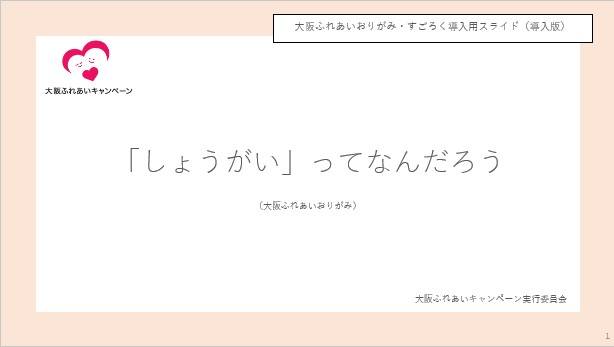 大阪ふれあいおりがみ・すごろく導入用スライド（導入版）
大阪ふれあいキャンペーン
「しょうがい」ってなんだろう
（大阪ふれあいおりがみ）
大阪ふれあいキャンペーン実行委員会
1